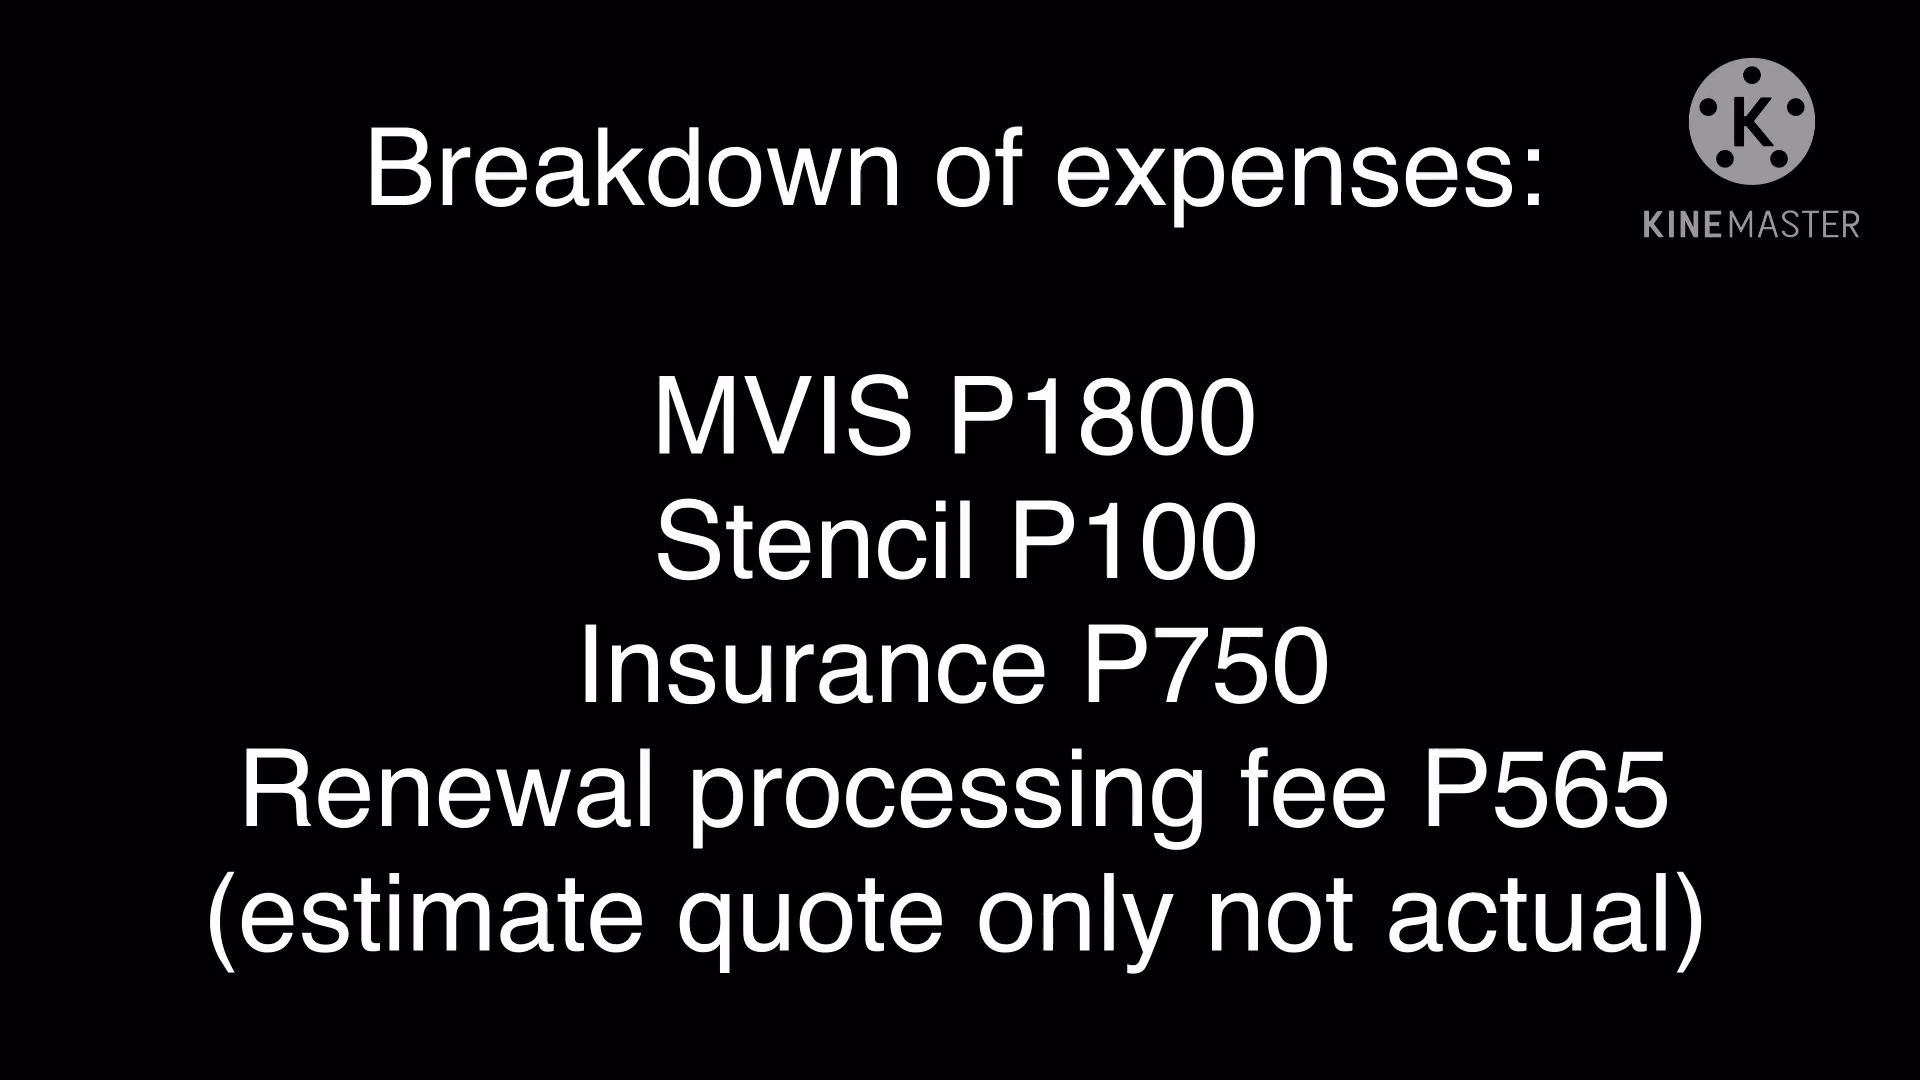 Breakdown of expenses:
K
KINEMASTER
MVIS P1800
Stencil P100
Insurance P750
Renewal processing fee P565
(estimate quote only not actual)